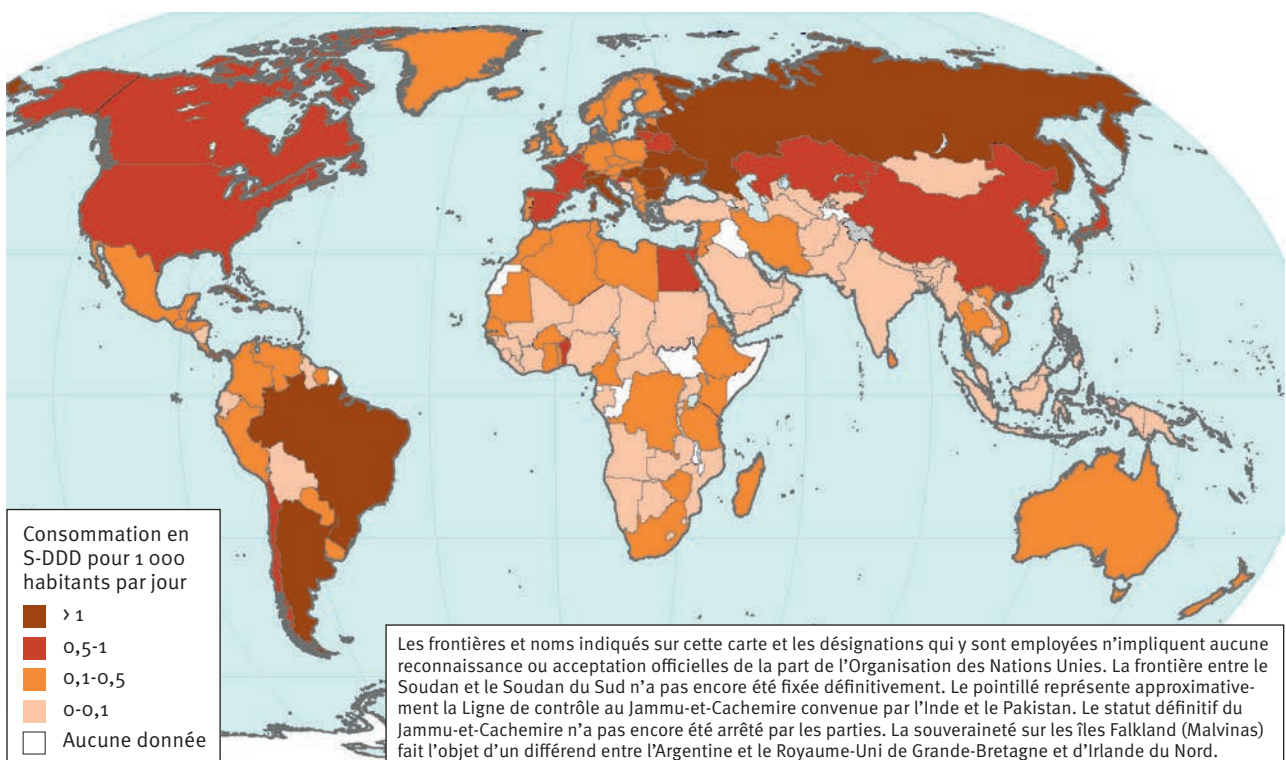 Consommation en
S-DDD pour 1 000
habitants par jour
› 1
0,5-1
0,1-0,5
0-0,1
Aucune donnée
Les frontières et noms indiqués sur cette carte et les désignations qui y sont employées n’impliquent aucune
reconnaissance ou acceptation officielles de la part de l’Organisation des Nations Unies. La frontière entre le
Soudan et le Soudan du Sud n’a pas encore été fixée définitivement. Le pointillé représente approximative-
ment la Ligne de contrôle au Jammu-et-Cachemire convenue par l’Inde et le Pakistan. Le statut définitif du
Jammu-et-Cachemire n’a pas encore été arrêté par les parties. La souveraineté sur les îles Falkland (Malvinas)
fait l’objet d’un différend entre l’Argentine et le Royaume-Uni de Grande-Bretagne et d’Irlande du Nord.